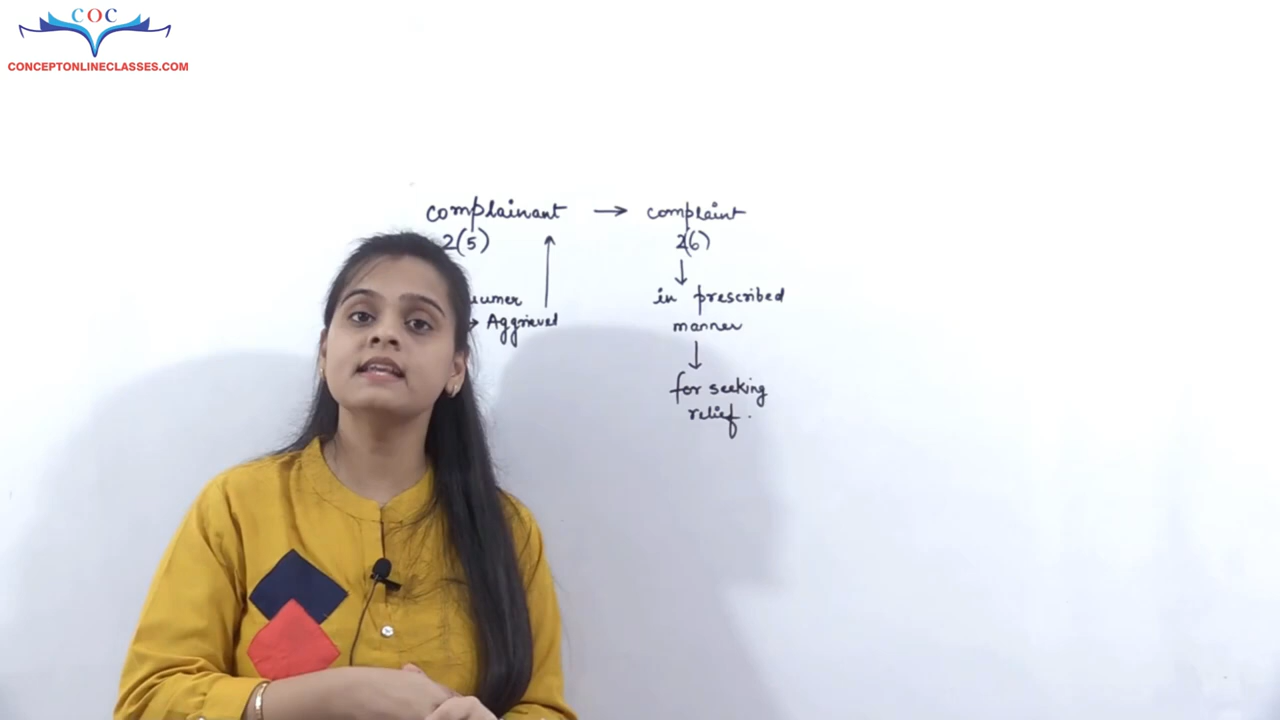 COC
CONCEPTONLINECLASSES.COM
complainant → complaint
2(5) 2(6)
in prescribed
→ Aggrieved
manner
for seeking
relief.